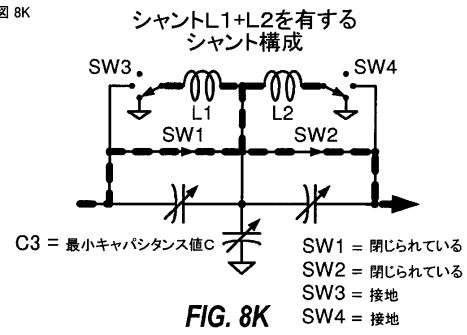 図 8K
シャントL1+L2を有する
シャント構成
SW3
SW4
L1
L2
SW1
SW2
C3 = 最小キャパシタンス値C
SW1 = 閉じられている
SW2 = 閉じられている
SW3 = 接地
SW4 = 接地
FIG. 8K